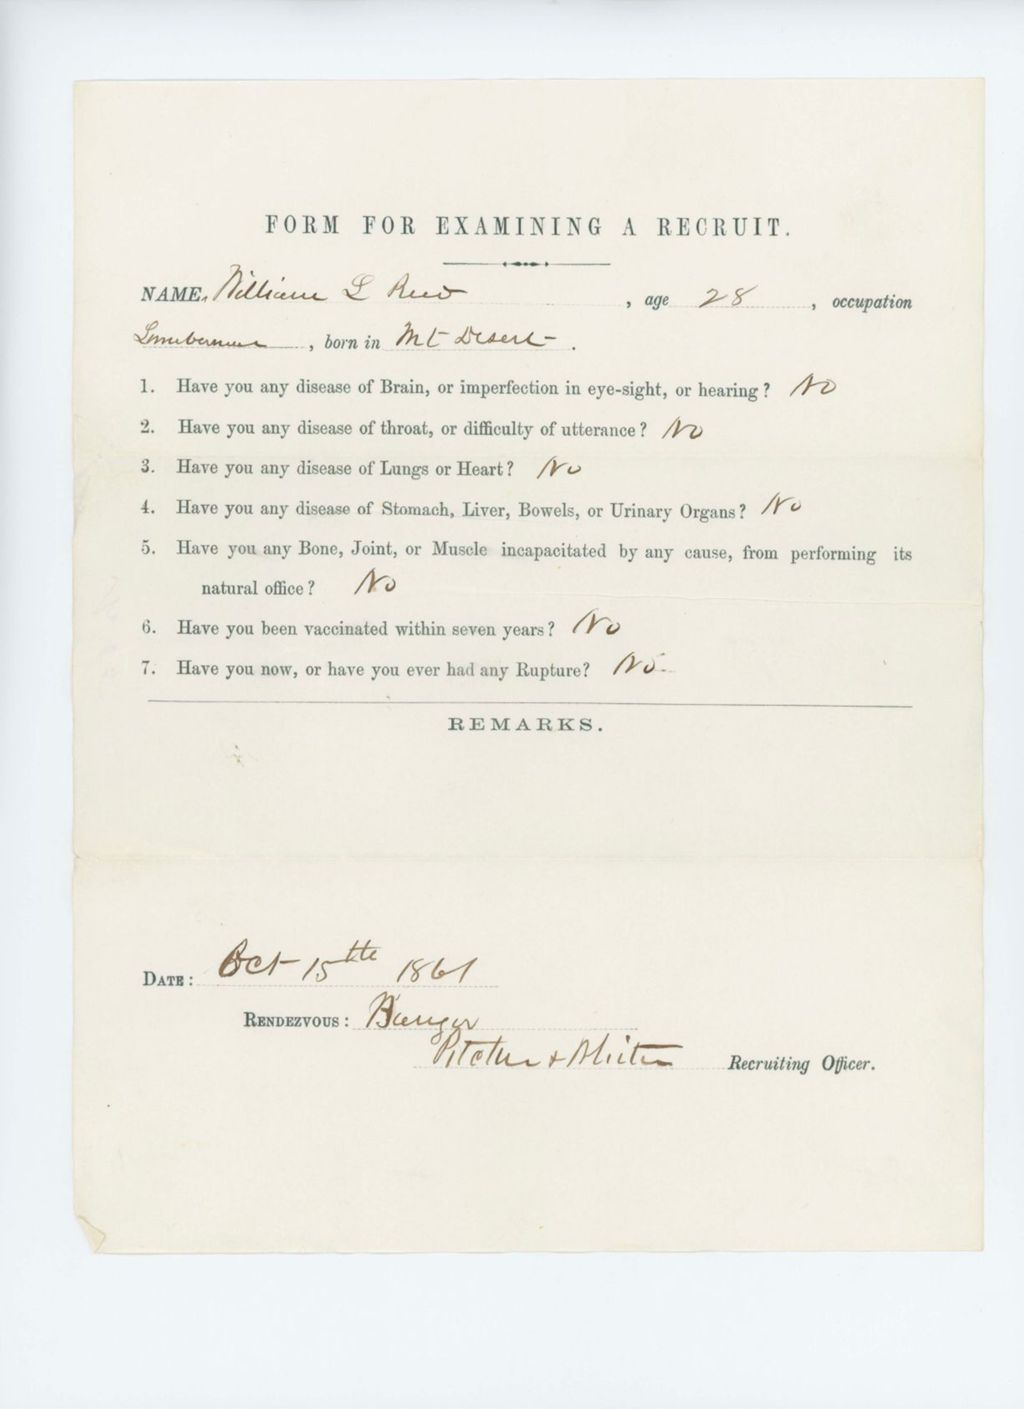 FORM FOR EXAMINING A RECRUIT.
NAME, William L Reed, age 28, occupation
Lumberman, born in Mt Desert.
1. Have you any disease of Brain, or imperfection in eye-sight, or hearing? No
2. Have you any disease of throat, or difficulty of utterance? No
3. Have you any disease of Lungs or Heart? No
4. Have you any disease of Stomach, Liver, Bowels, or Urinary Organs? No
5. Have you any Bone, Joint, or Muscle incapacitated by any cause, from performing its
natural office? No
6. Have you been vaccinated within seven years? No
7. Have you now, or have you ever had any Rupture? No
REMARKS.
DATE: Oct 15th 1861
RENDEZVOUS: Bangor
Pitcher + Recruiting Officer.